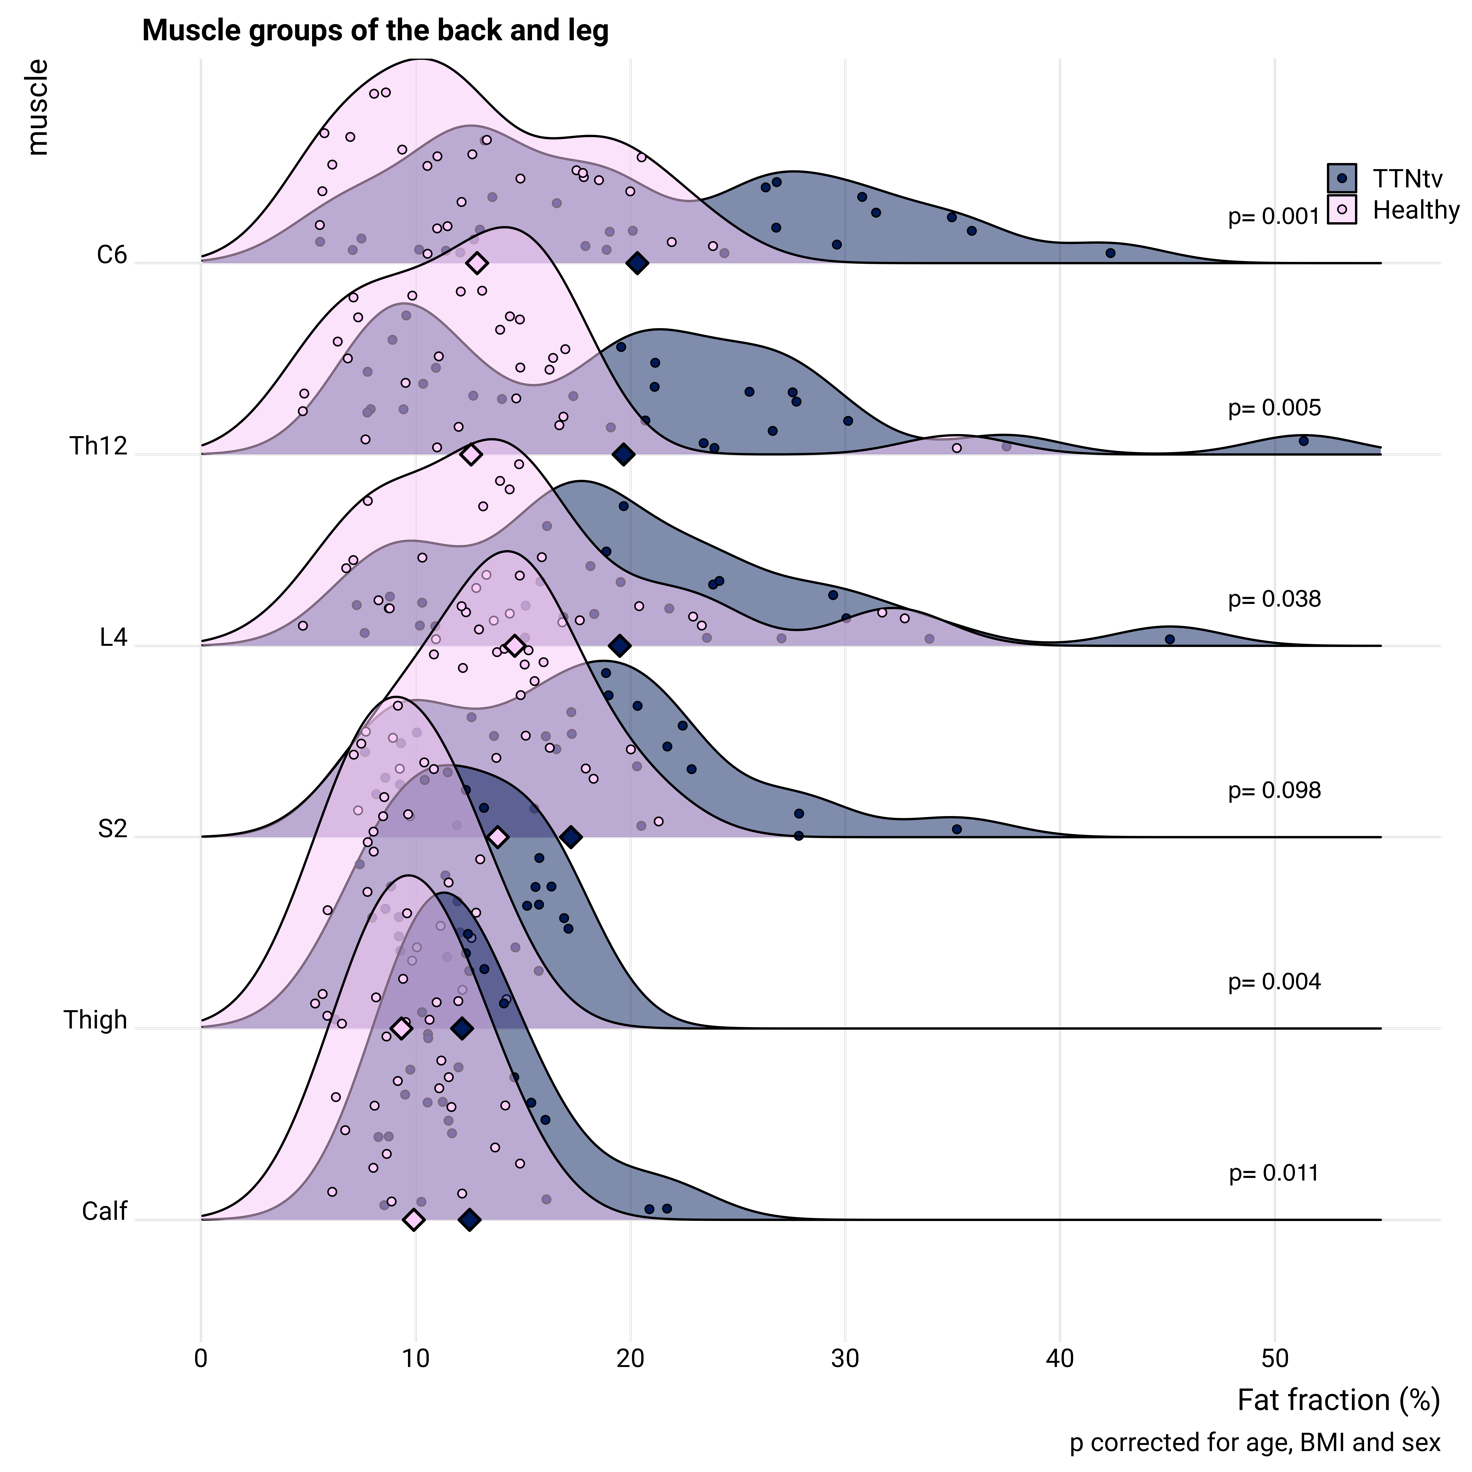 Muscle groups of the back and leg
muscle
TTNtv
Healthy
C6
p= 0.001
Th12
p= 0.005
L4
p= 0.038
S2
p= 0.098
Thigh
p= 0.004
Calf
p= 0.011
0 10 20 30 40 50
Fat fraction (%)
p corrected for age, BMI and sex